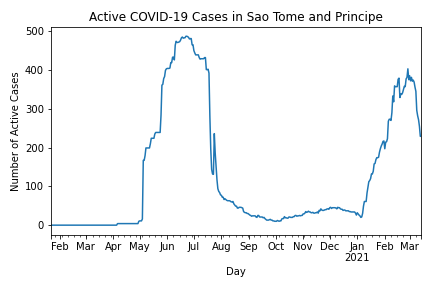 Active COVID-19 Cases in Sao Tome and Principe
Number of Active Cases
500
400
300
200
100
0
Feb Mar Apr May Jun Jul Aug Sep Oct Nov Dec Jan Feb Mar
2021
Day